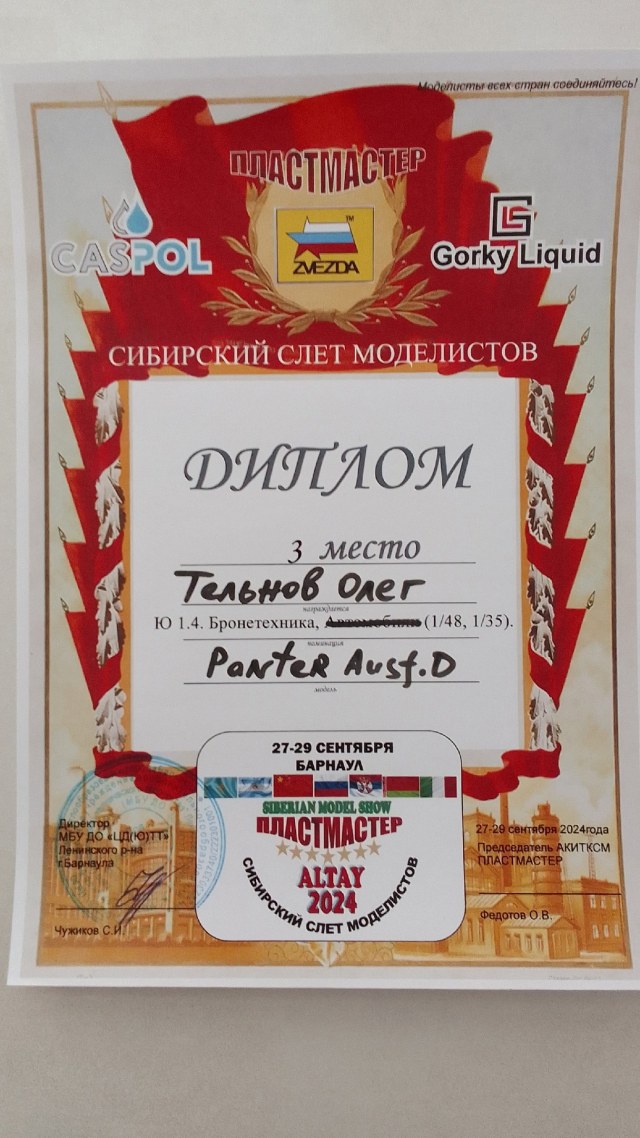 Моделисты всех стран соединяйтесь!
ПЛАСТМАСТЕР
CASPOL
ZVEZDA
TM
GLS
Gorky Liquid
СИБИРСКИЙ СЛЕТ МОДЕЛИСТОВ
ДИПЛОМ
3 место
Тельнов Олег
награждается
Ю 1.4. Бронетехника, Автомобили (1/48, 1/35).
номинация
Panter Ausf.D
модель
27-29 СЕНТЯБРЯ
БАРНАУЛ
SIBERIAN MODEL SHOW
ПЛАСТМАСТЕР
ALTAY
2024
СИБИРСКИЙ СЛЕТ МОДЕЛИСТОВ
Директор
МБУ ДО «ЦД(Ю)ТТ»
Ленинского р-на
г.Барнаула
Чужиков С.И.
27-29 сентября 2024года
Председатель АКИТКСМ
ПЛАСТМАСТЕР
Федотов О.В.